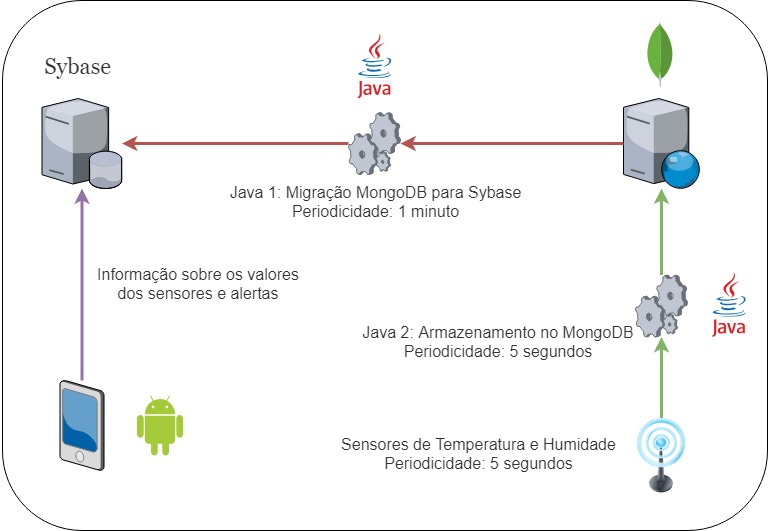 Sybase
Java
Java 1: Migração MongoDB para Sybase
Periodicidade: 1 minuto
Informação sobre os valores
dos sensores e alertas
Java 2: Armazenamento no MongoDB
Periodicidade: 5 segundos
Java
Sensores de Temperatura e Humidade
Periodicidade: 5 segundos